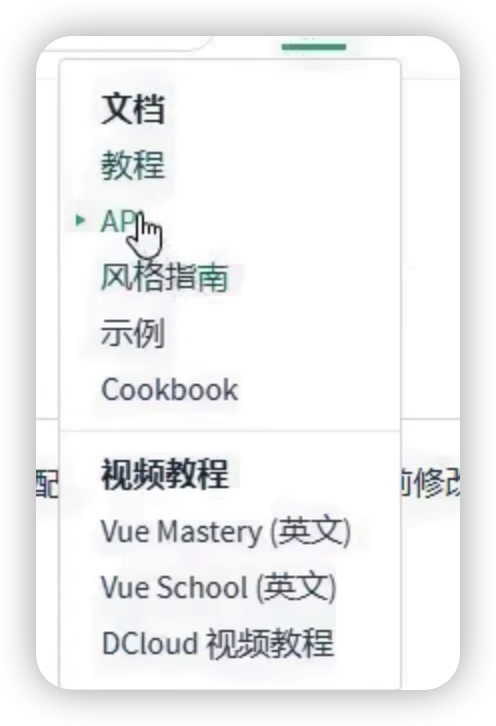 文档
教程
API
风格指南
示例
Cookbook
配
前修改
视频教程
Vue Mastery (英文)
Vue School (英文)
DCloud 视频教程